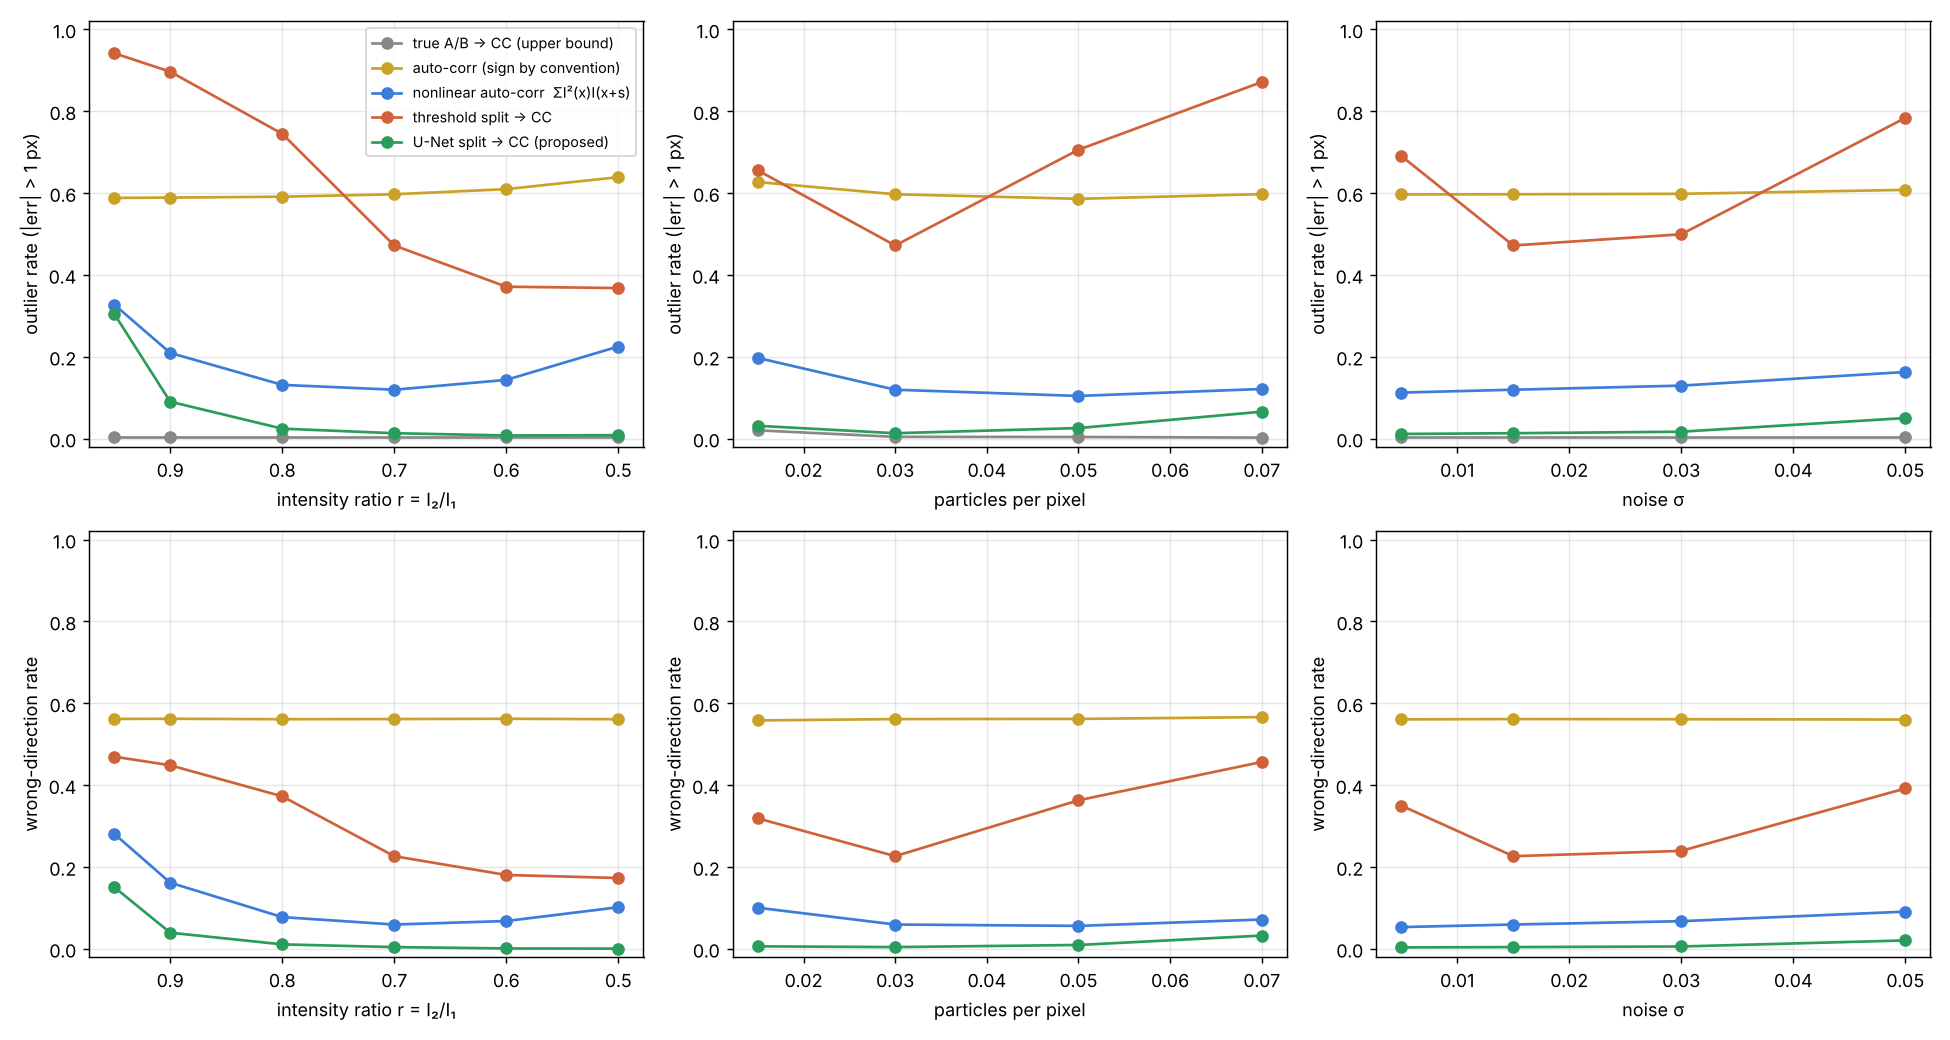 outlier rate (|err| > 1 px)
1.0
0.8
0.6
0.4
0.2
0.0
true A/B → CC (upper bound)
auto-corr (sign by convention)
nonlinear auto-corr ΣI²(x)I(x+s)
threshold split → CC
U-Net split → CC (proposed)
0.9 0.8 0.7 0.6 0.5
intensity ratio r = I₂/I₁
outlier rate (|err| > 1 px)
1.0
0.8
0.6
0.4
0.2
0.0
0.02 0.03 0.04 0.05 0.06 0.07
particles per pixel
outlier rate (|err| > 1 px)
1.0
0.8
0.6
0.4
0.2
0.0
0.01 0.02 0.03 0.04 0.05
noise σ
wrong-direction rate
1.0
0.8
0.6
0.4
0.2
0.0
0.9 0.8 0.7 0.6 0.5
intensity ratio r = I₂/I₁
wrong-direction rate
1.0
0.8
0.6
0.4
0.2
0.0
0.02 0.03 0.04 0.05 0.06 0.07
particles per pixel
wrong-direction rate
1.0
0.8
0.6
0.4
0.2
0.0
0.01 0.02 0.03 0.04 0.05
noise σ